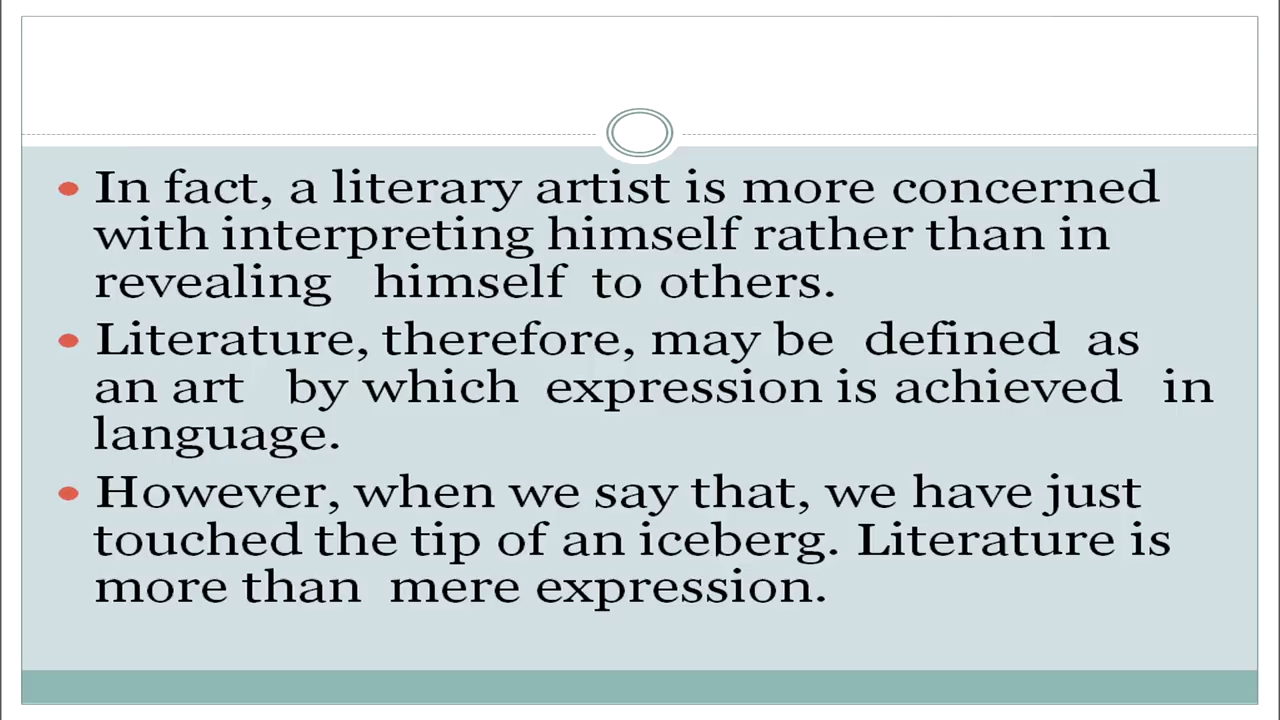 In fact, a literary artist is more concerned
with interpreting himself rather than in
revealing himself to others.
Literature, therefore, may be defined as
an art by which expression is achieved in
language.
However, when we say that, we have just
touched the tip of an iceberg. Literature is
more than mere expression.